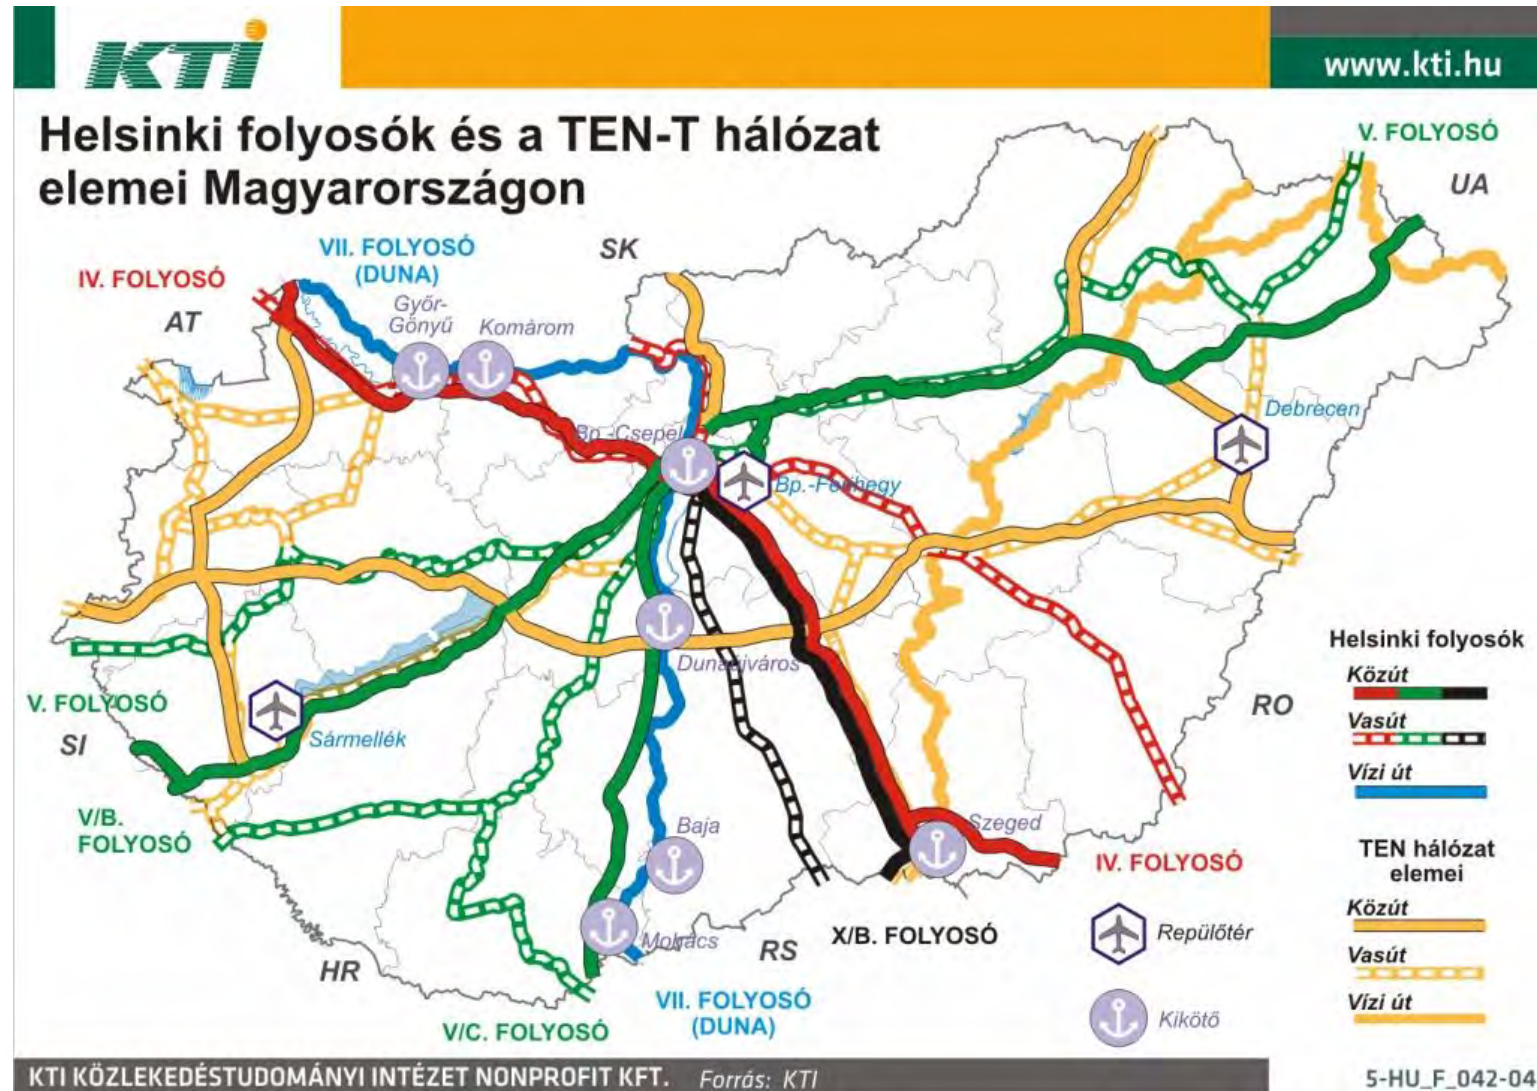 KTI
www.kti.hu
Helsinki folyosók és a TEN-T hálózat
elemei Magyarországon
V. FOLYOSÓ
UA
SK
VII. FOLYOSÓ
(DUNA)
IV. FOLYOSÓ
AT
Győr-
Gönyű
Komárom
Bp.-Csepel
Bp.-Ferihegy
Debrecen
Dunaújváros
V. FOLYOSÓ
SI
Sármellék
V/B.
FOLYOSÓ
Baja
Szeged
Mohács
HR
RS
RO
IV. FOLYOSÓ
X/B. FOLYOSÓ
VII. FOLYOSÓ
(DUNA)
V/C. FOLYOSÓ
Helsinki folyosók
Közút
Vasút
Vízi út
TEN hálózat
elemei
Közút
Vasút
Vízi út
Repülőtér
Kikötő
KTI KÖZLEKEDÉSTUDOMÁNYI INTÉZET NONPROFIT KFT. Forrás: KTI
5-HU_F_042-04